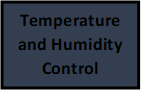 Temperature
and Humidity
Control